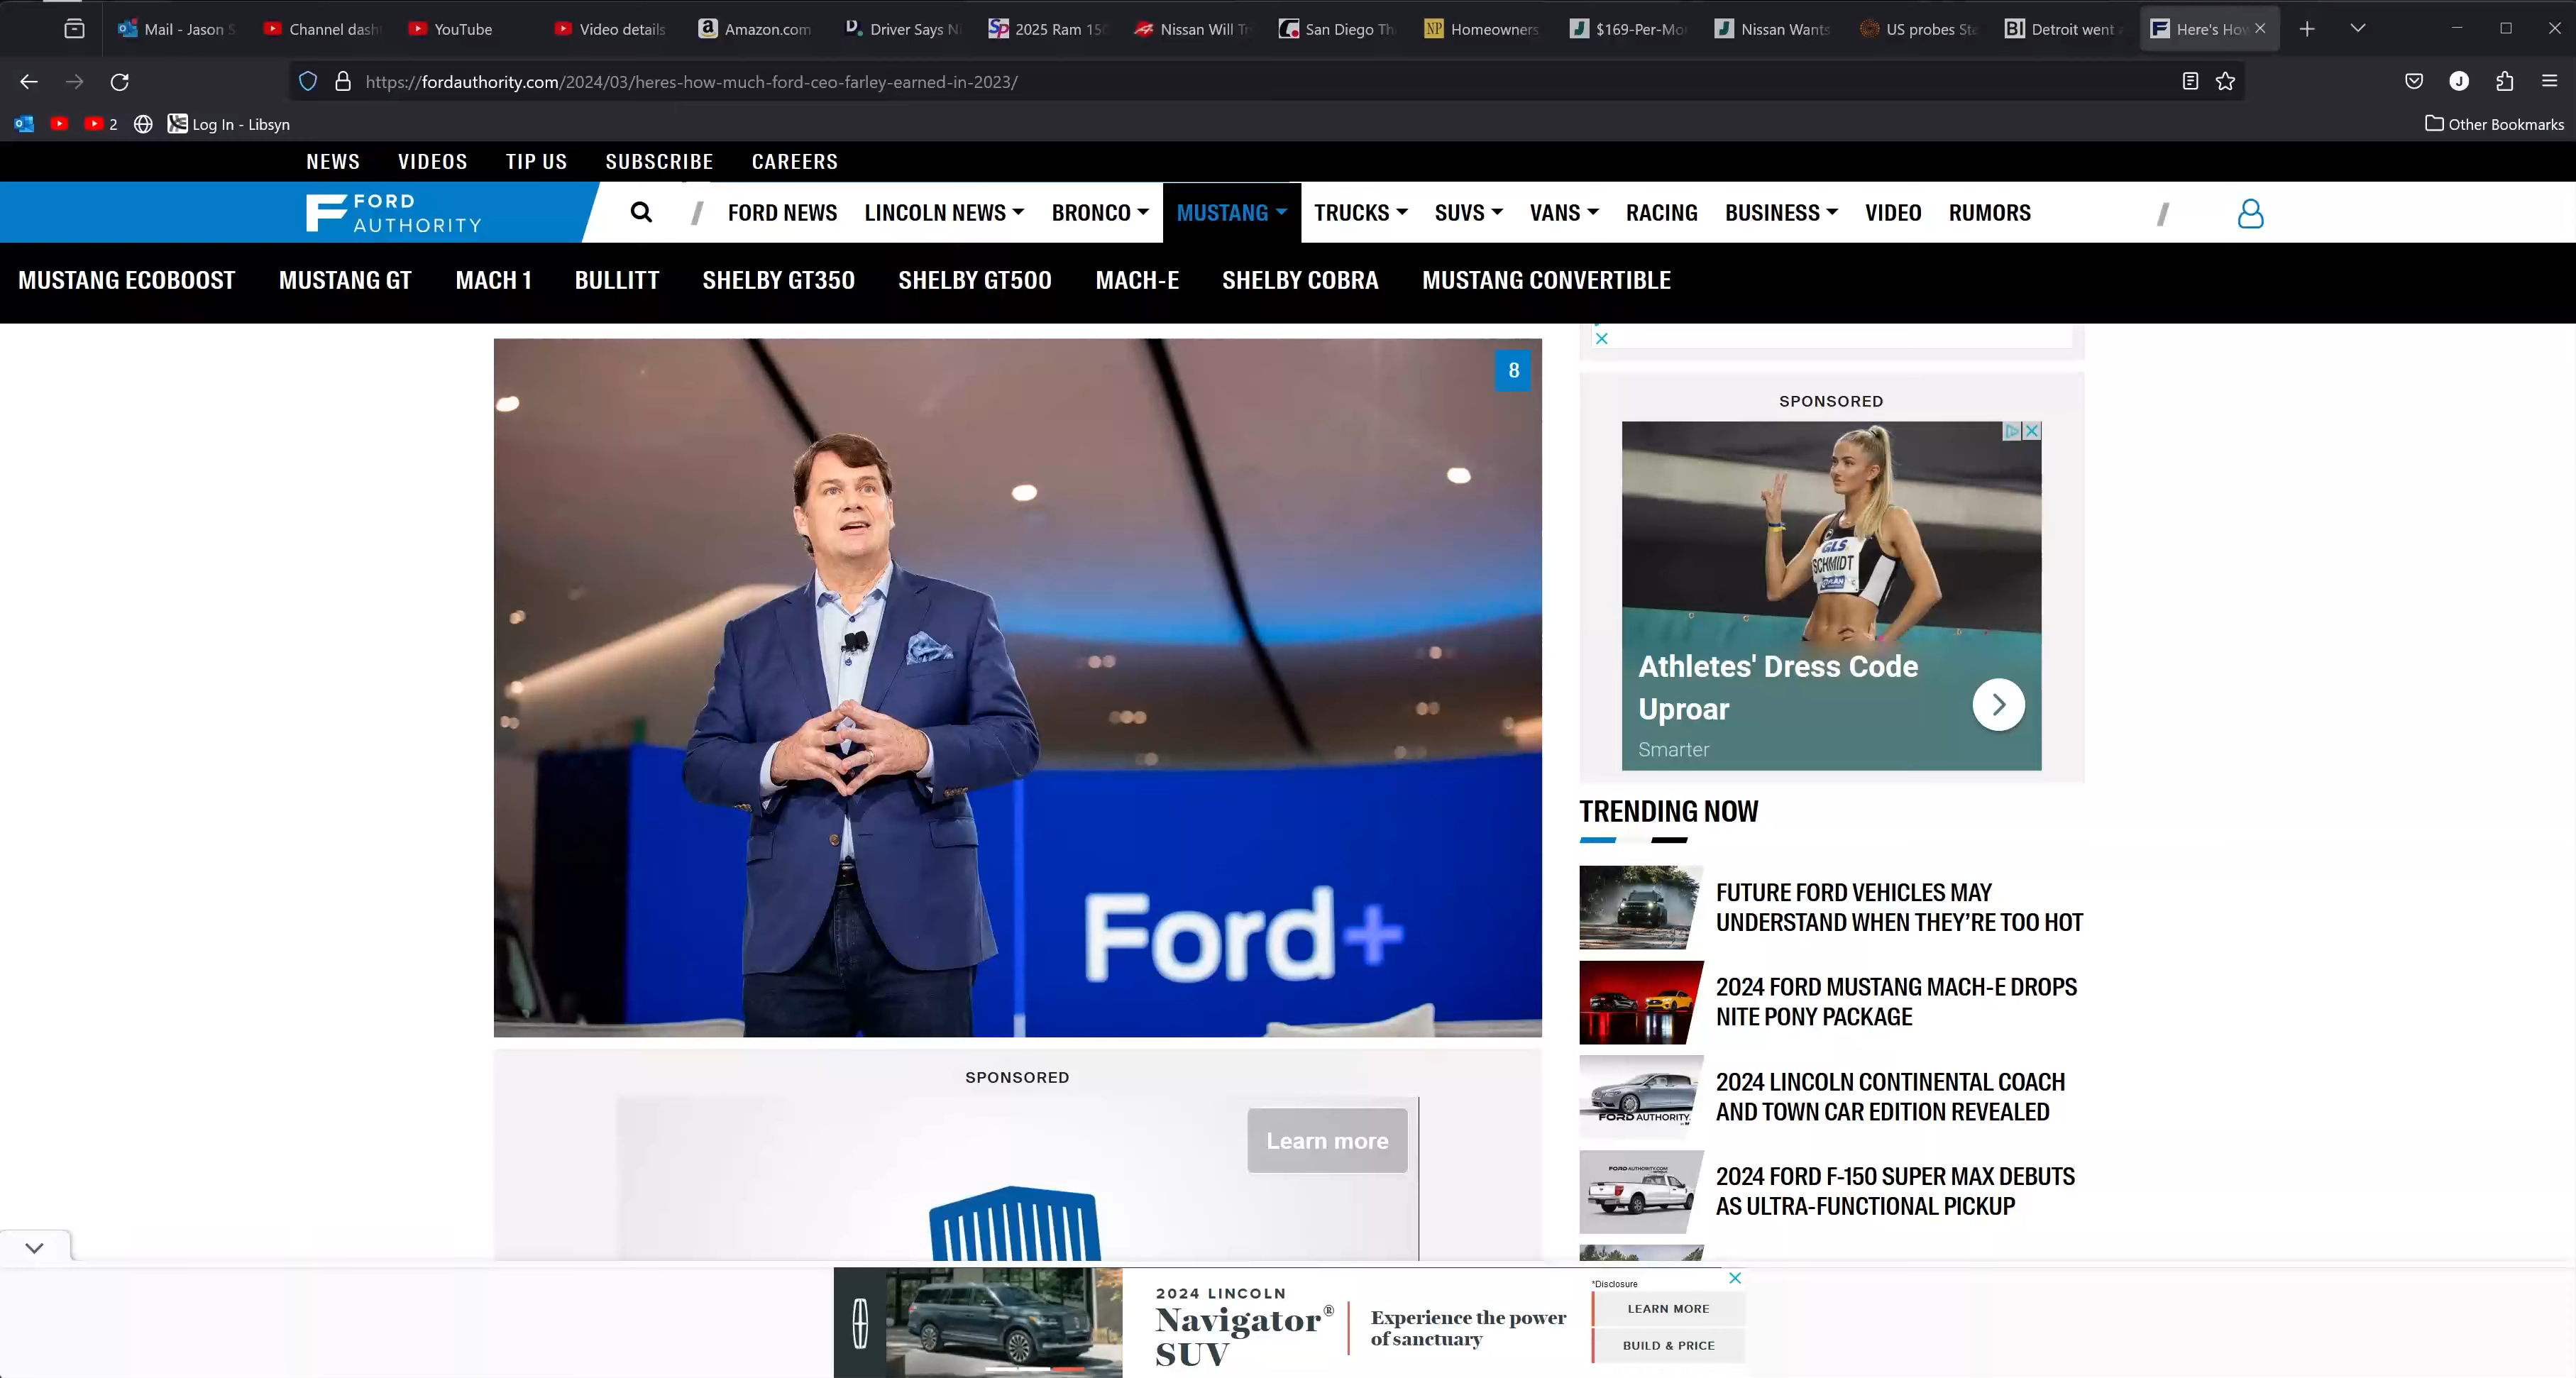 Mail - Jason S
Channel dash
YouTube
Video details
Amazon.com
Driver Says Ni
2025 Ram 150
Nissan Will Tr
San Diego Th
Homeowners
$169-Per-Mo
Nissan Wants
US probes Ste
Detroit went a
Here's How
https://fordauthority.com/2024/03/heres-how-much-ford-ceo-farley-earned-in-2023/
J
2
Log In - Libsyn
Other Bookmarks
NEWS VIDEOS TIP US SUBSCRIBE CAREERS
FORD
AUTHORITY
FORD NEWS LINCOLN NEWS BRONCO MUSTANG TRUCKS SUVS VANS RACING BUSINESS VIDEO RUMORS
MUSTANG ECOBOOST MUSTANG GT MACH 1 BULLITT SHELBY GT350 SHELBY GT500 MACH-E SHELBY COBRA MUSTANG CONVERTIBLE
8
Ford+
SPONSORED
Learn more
SPONSORED
GLS
SCHMIDT
Athletes' Dress Code
Uproar
Smarter
TRENDING NOW
FUTURE FORD VEHICLES MAY
UNDERSTAND WHEN THEY'RE TOO HOT
2024 FORD MUSTANG MACH-E DROPS
NITE PONY PACKAGE
2024 LINCOLN CONTINENTAL COACH
AND TOWN CAR EDITION REVEALED
FORD AUTHORITY
2024 FORD F-150 SUPER MAX DEBUTS
AS ULTRA-FUNCTIONAL PICKUP
2024 LINCOLN
Navigator®
SUV
Experience the power
of sanctuary
*Disclosure
LEARN MORE
BUILD & PRICE